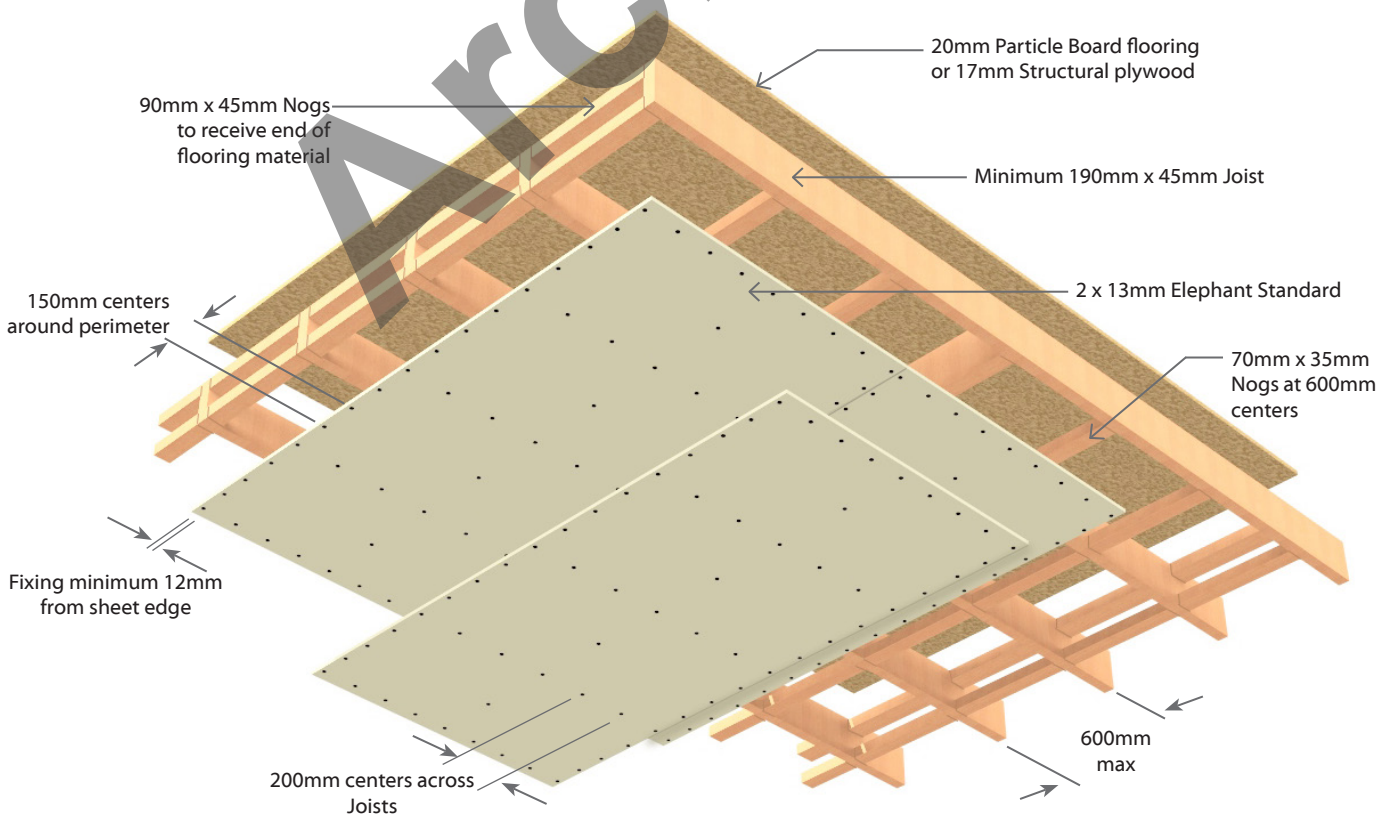 20mm Particle Board flooring
or 17mm Structural plywood
90mm x 45mm Nogs
to receive end of
flooring material
Minimum 190mm x 45mm Joist
150mm centers
around perimeter
2 x 13mm Elephant Standard
70mm x 35mm
Nogs at 600mm
centers
Fixing minimum 12mm
from sheet edge
200mm centers across
Joists
600mm
max
Arc